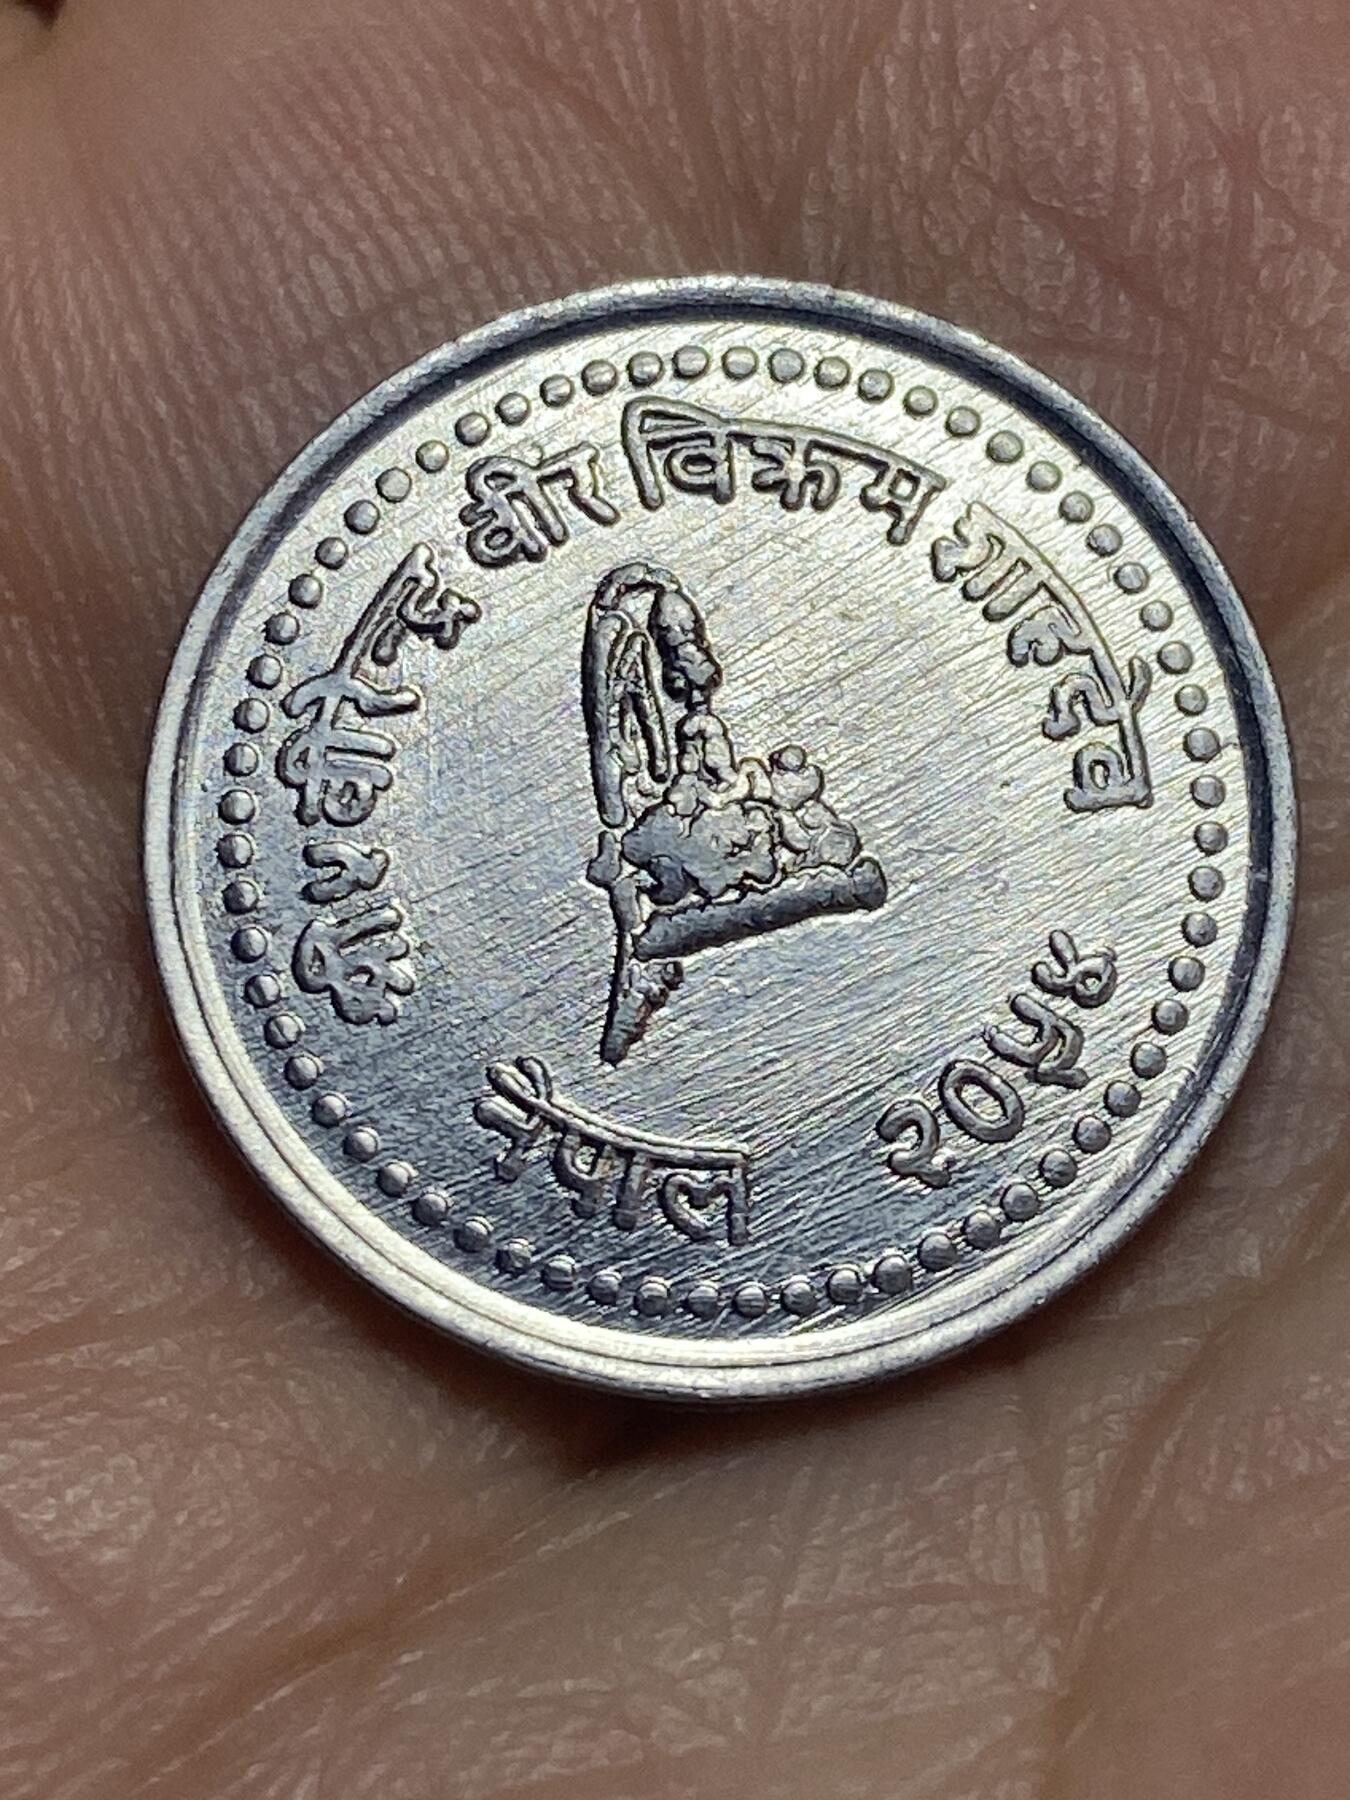 श्री ५ वीरेन्द्र वीर विक्रम शाहदेव
नेपाल
२०५४